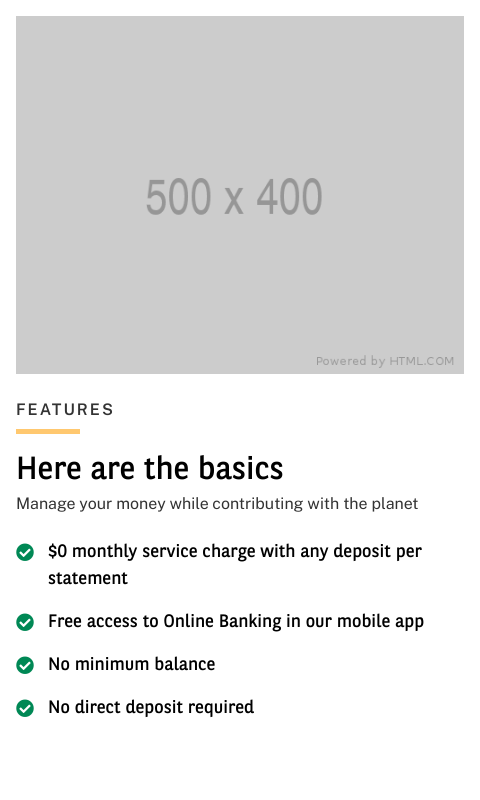 500 x 400
Powered by HTML.COM
FEATURES
Here are the basics
Manage your money while contributing with the planet
$0 monthly service charge with any deposit per
statement
Free access to Online Banking in our mobile app
No minimum balance
No direct deposit required